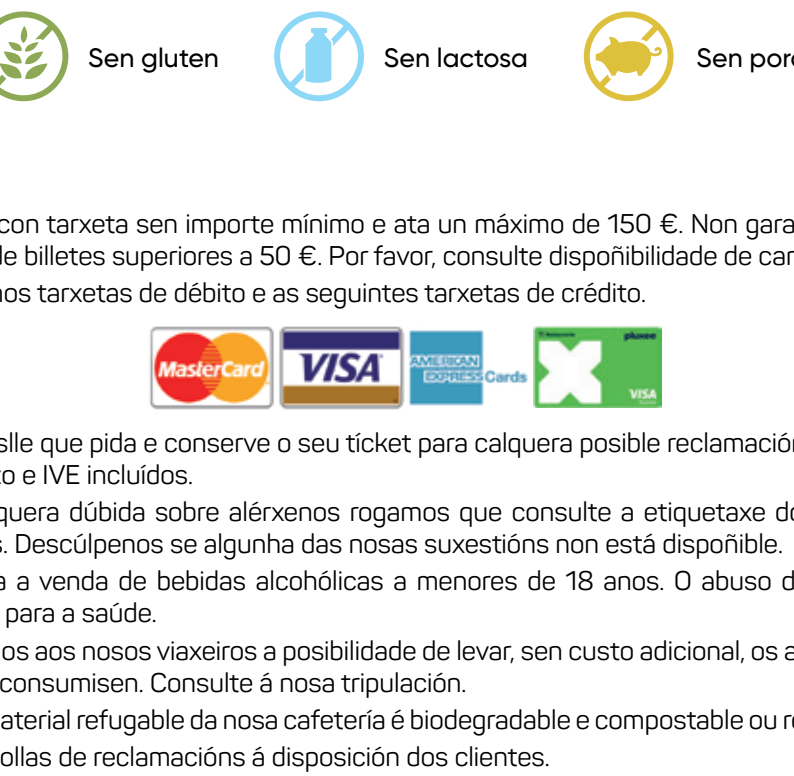 Sen gluten Sen lactosa Sen porc
con tarxeta sen importe mínimo e ata un máximo de 150 €. Non gara
de billetes superiores a 50 €. Por favor, consulte dispoñibilidade de car
nos tarxetas de débito e as seguintes tarxetas de crédito.
MasterCard VISA AMERICAN EXPRESS Cards pluxee VISA
slle que pida e conserve o seu tícket para calquera posible reclamación
to e IVE incluídos.
quera dúbida sobre alérxenos rogamos que consulte a etiquetaxe do
s. Descúlpenos se algunha das nosas suxestións non está dispoñible.
a a venda de bebidas alcohólicas a menores de 18 anos. O abuso d
para a saúde.
os aos nosos viaxeiros a posibilidade de levar, sen custo adicional, os a
consumisen. Consulte á nosa tripulación.
aterial refugable da nosa cafetería é biodegradable e compostable ou re
ollas de reclamacións á disposición dos clientes.